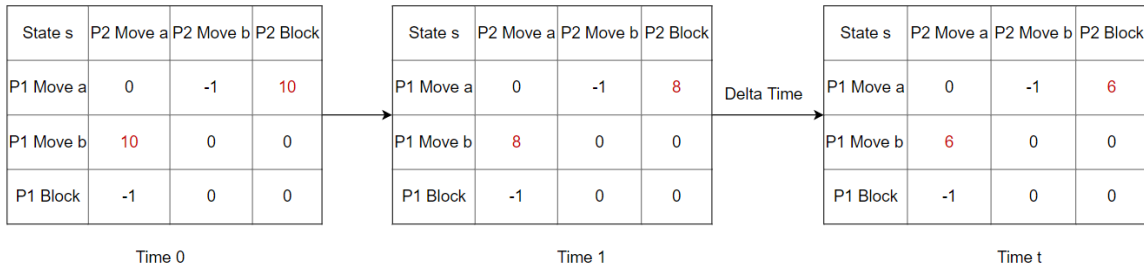 State s P2 Move a P2 Move b P2 Block
P1 Move a 0 -1 10
P1 Move b 10 0 0
P1 Block -1 0 0
Time 0
State s P2 Move a P2 Move b P2 Block
P1 Move a 0 -1 8
P1 Move b 8 0 0
P1 Block -1 0 0
Time 1
Delta Time
State s P2 Move a P2 Move b P2 Block
P1 Move a 0 -1 6
P1 Move b 6 0 0
P1 Block -1 0 0
Time t